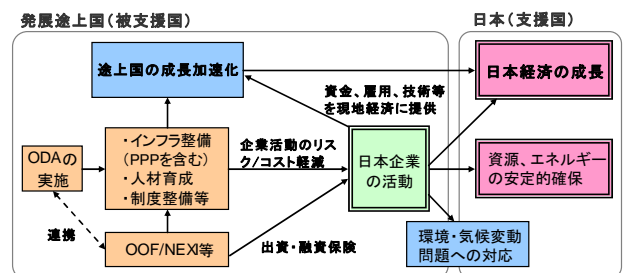 発展途上国(被支援国)
日本(支援国)
途上国の成長加速化
日本経済の成長
資金、雇用、技術等
を現地経済に提供
ODAの
実施
・インフラ整備
(PPPを含む)
・人材育成
・制度整備等
企業活動のリス
ク/コスト軽減
日本企業
の活動
資源、エネルギー
の安定的確保
連携
OOF/NEXI等
出資・融資保険
環境・気候変動
問題への対応